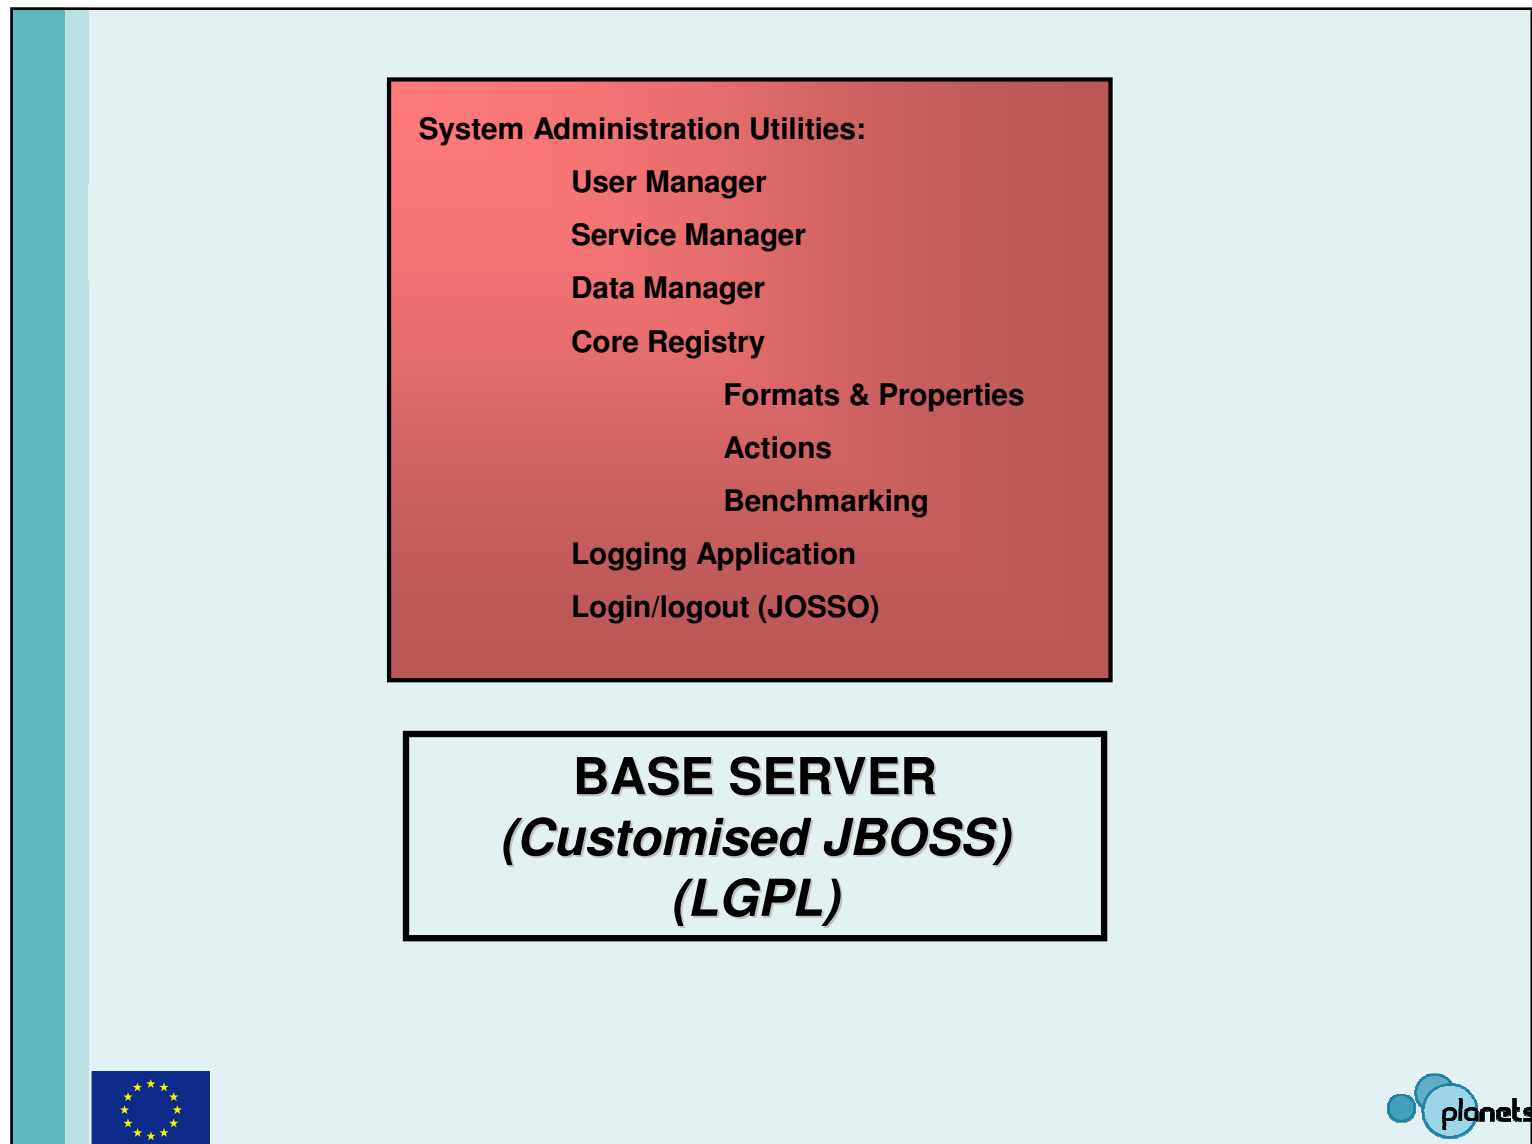 System Administration Utilities:
User Manager
Service Manager
Data Manager
Core Registry
Formats & Properties
Actions
Benchmarking
Logging Application
Login/logout (JOSSO)
BASE SERVER
(Customised JBOSS)
(LGPL)
planets